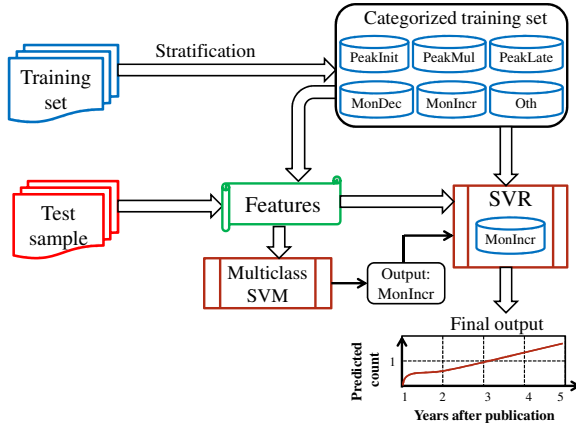 Categorized training set
Stratification
PeakInit PeakMul PeakLate
Training
set
MonDec MonIncr Oth
Test
sample
Features
SVR
MonIncr
Multiclass
SVM
Output:
MonIncr
Final output
Predicted
count
1
1 2 3 4 5
Years after publication